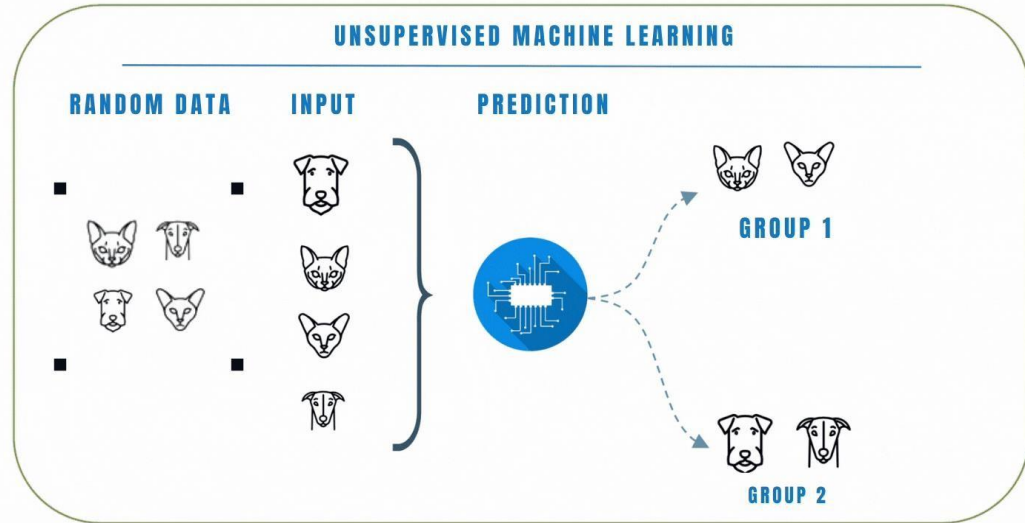 UNSUPERVISED MACHINE LEARNING
RANDOM DATA
INPUT
PREDICTION
GROUP 1
GROUP 2